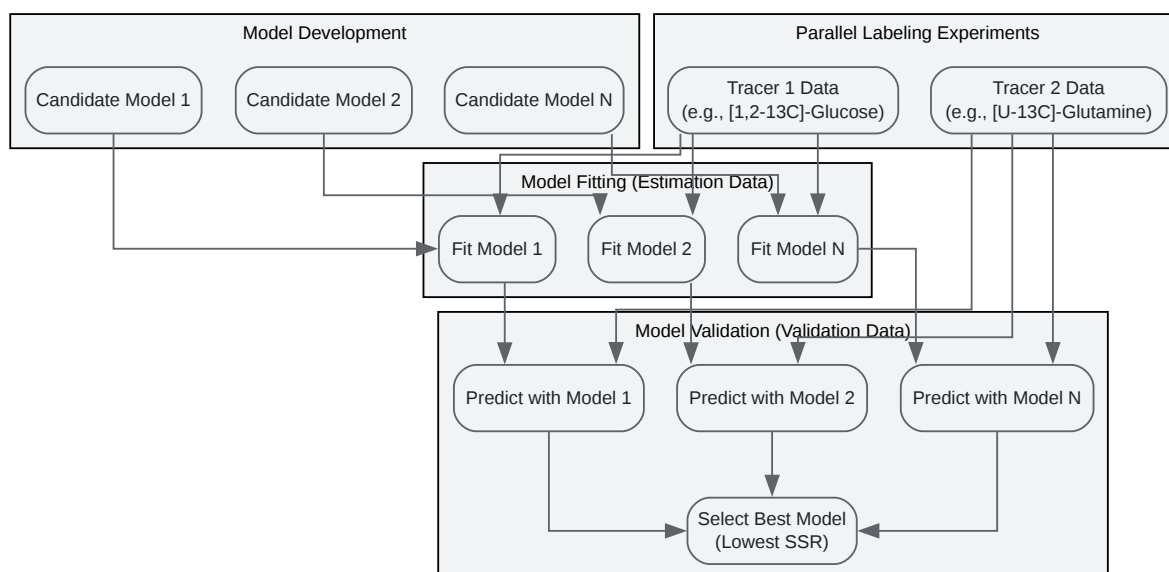 Model Development
Parallel Labeling Experiments
Candidate Model 1
Candidate Model 2
Candidate Model N
Tracer 1 Data
(e.g., [1,2-13C]-Glucose)
Tracer 2 Data
(e.g., [U-13C]-Glutamine)
Model Fitting (Estimation Data)
Fit Model 1
Fit Model 2
Fit Model N
Model Validation (Validation Data)
Predict with Model 1
Predict with Model 2
Predict with Model N
Select Best Model
(Lowest SSR)